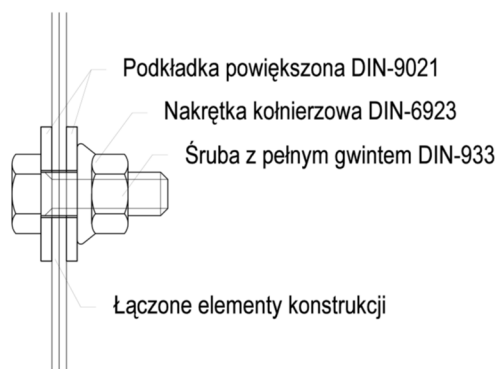 Podkładka powiększona DIN-9021
Nakrętka kołnierzowa DIN-6923
Śruba z pełnym gwintem DIN-933
Łączone elementy konstrukcji